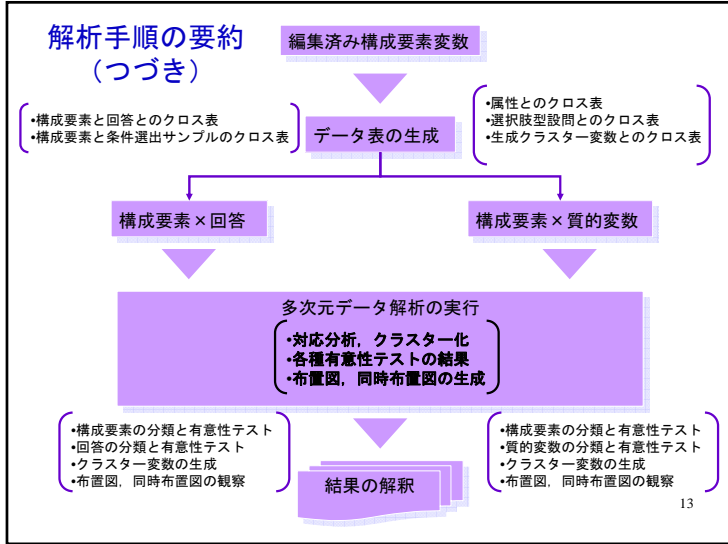 解析手順の要約
(つづき)
編集済み構成要素変数
•構成要素と回答とのクロス表
•構成要素と条件選出サンプルのクロス表
データ表の生成
•属性とのクロス表
•選択肢型設問とのクロス表
•生成クラスター変数とのクロス表
構成要素×回答
構成要素×質的変数
多次元データ解析の実行
•対応分析，クラスター化
•各種有意性テストの結果
•布置図，同時布置図の生成
•構成要素の分類と有意性テスト
•回答の分類と有意性テスト
•クラスター変数の生成
•布置図，同時布置図の観察
結果の解釈
•構成要素の分類と有意性テスト
•質的変数の分類と有意性テスト
•クラスター変数の生成
•布置図，同時布置図の観察
13